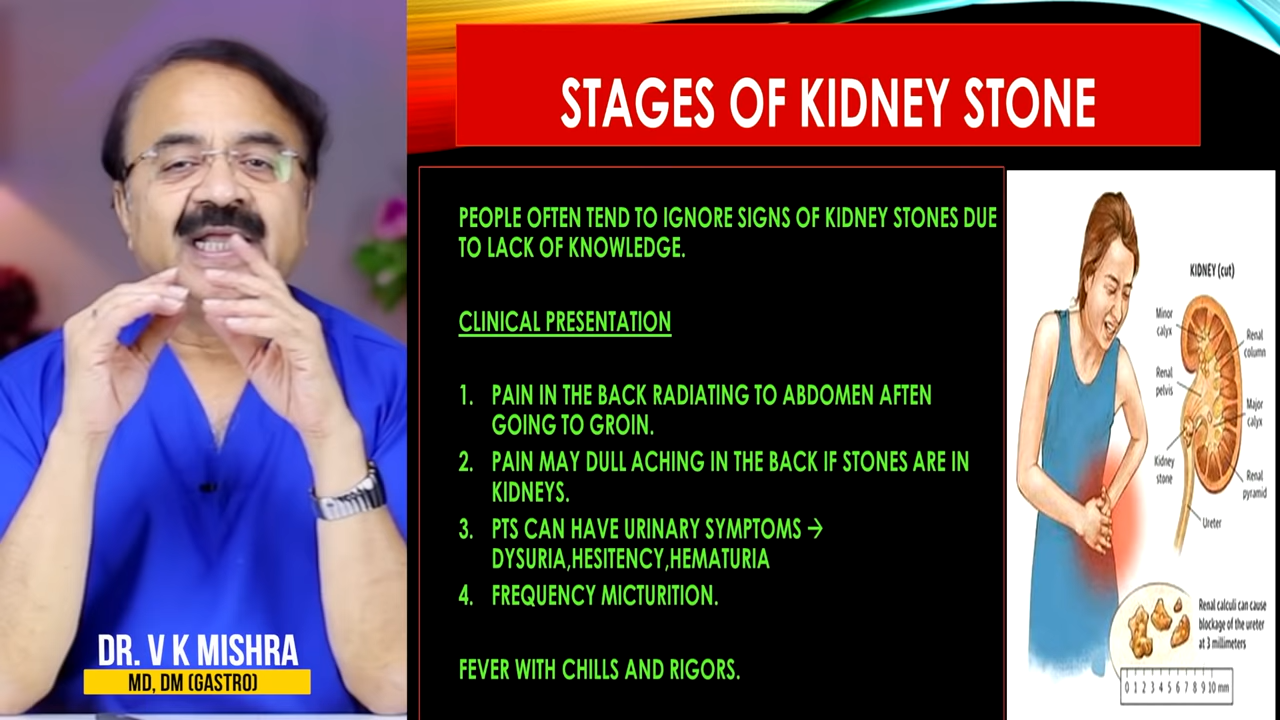 STAGES OF KIDNEY STONE
PEOPLE OFTEN TEND TO IGNORE SIGNS OF KIDNEY STONES DUE
TO LACK OF KNOWLEDGE.
CLINICAL PRESENTATION
1. PAIN IN THE BACK RADIATING TO ABDOMEN AFTEN
GOING TO GROIN.
2. PAIN MAY DULL ACHING IN THE BACK IF STONES ARE IN
KIDNEYS.
3. PTS CAN HAVE URINARY SYMPTOMS →
DYSURIA,HESITENCY,HEMATURIA
4. FREQUENCY MICTURITION.
FEVER WITH CHILLS AND RIGORS.
KIDNEY (cut)
Minor
calyx
Renal
column
Renal
pelvis
Major
calyx
Kidney
stone
Renal
pyramid
Ureter
Renal calculi can cause
blockage of the ureter
at 3 millimeters
0 1 2 3 4 5 6 7 8 9 10 mm
DR. V K MISHRA
MD, DM (GASTRO)